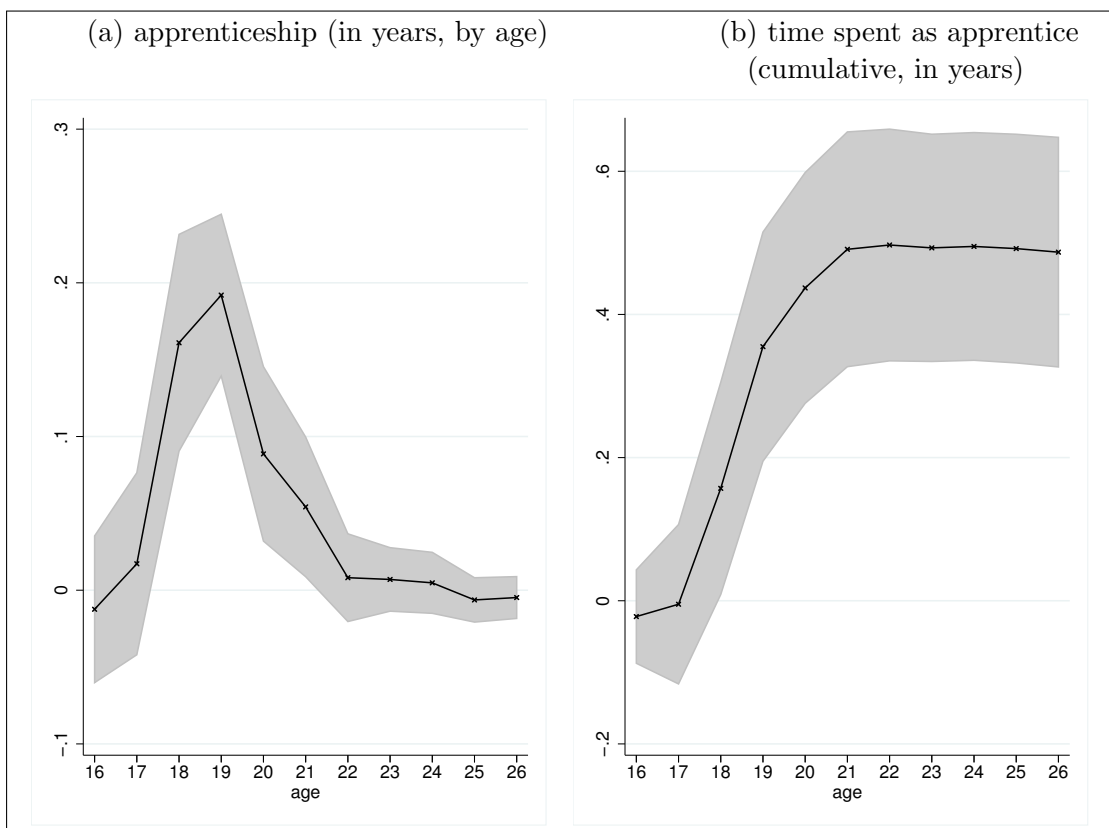 (a) apprenticeship (in years, by age)
.3
.2
.1
0
-.1
16 17 18 19 20 21 22 23 24 25 26
age
(b) time spent as apprentice
(cumulative, in years)
.6
.4
.2
0
-.2
16 17 18 19 20 21 22 23 24 25 26
age